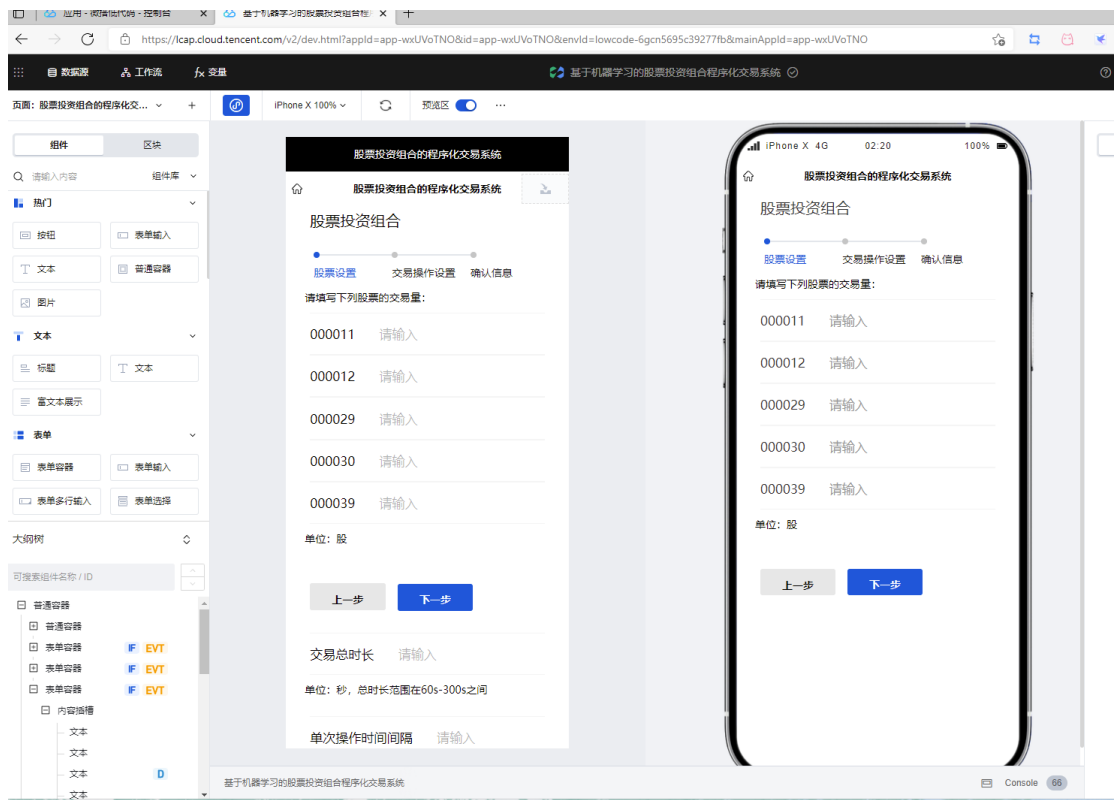 应用 - 微搭低代码 - 控制台
基于机器学习的股票投资组合程
https://lcap.cloud.tencent.com/v2/dev.html?appId=app-wxUVoTNO&id=app-wxUVoTNO&envId=lowcode-6gcn5695c39277fb&mainAppId=app-wxUVoTNO
数据源 工作流 fx 变量 基于机器学习的股票投资组合程序化交易系统
页面: 股票投资组合的程序化交... + iPhone X 100% 预览区 ...
组件 区块
请输入内容 组件库
热门
按钮 表单输入
文本 普通容器
图片
文本
标题 文本
富文本展示
表单
表单容器 表单输入
表单多行输入 表单选择
大纲树
可搜索组件名称 / ID
普通容器
普通容器
表单容器 IF EVT
表单容器 IF EVT
表单容器 IF EVT
内容插槽
文本
文本
文本 D
文本
股票投资组合的程序化交易系统
股票投资组合的程序化交易系统
股票投资组合
股票设置 交易操作设置 确认信息
请填写下列股票的交易量:
000011 请输入
000012 请输入
000029 请输入
000030 请输入
000039 请输入
单位: 股
上一步 下一步
交易总时长 请输入
单位: 秒, 总时长范围在60s-300s之间
单次操作时间间隔 请输入
iPhone X 4G 02:20 100%
股票投资组合的程序化交易系统
股票投资组合
股票设置 交易操作设置 确认信息
请填写下列股票的交易量:
000011 请输入
000012 请输入
000029 请输入
000030 请输入
000039 请输入
单位: 股
上一步 下一步
基于机器学习的股票投资组合程序化交易系统 Console 66